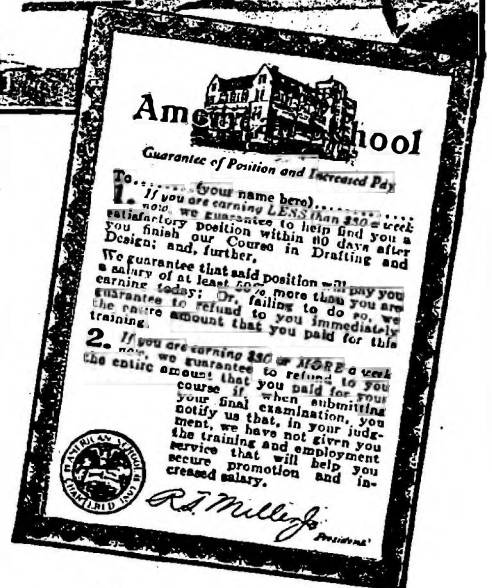 American School
Guarantee of Position and Increased Pay
To........(your name here)............
1. If you are earning LESS than $30 a week
now, we guarantee to help find you a
satisfactory position within 60 days after
you finish our Course in Drafting and
Design; and, further,
We guarantee that said position will pay you
a salary of at least 50% more than you are
earning today; Or, failing to do so, we
guarantee to refund to you immediately
the entire amount that you paid for this
training.
2. If you are earning $30 or MORE a week
now, we guarantee to refund to you
the entire amount that you paid for your
course if, when submitting
your final examination, you
notify us that, in your judg-
ment, we have not given you
the training and employment
service that will help you
secure promotion and in-
creased salary.
AMERICAN SCHOOL
CHARTERED 1897
R.T. Miller Jr
President